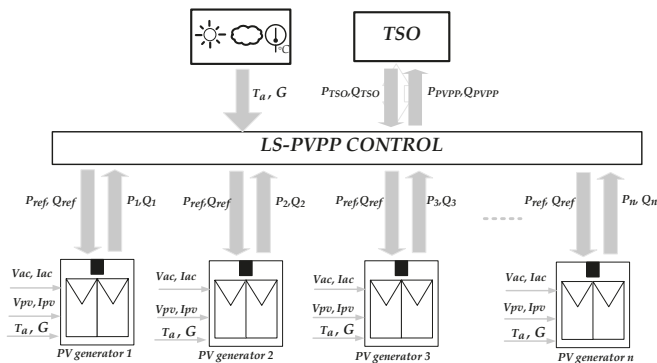 °C
TSO
Ta, G
PTSO,QTSO
PPVPP,QPVPP
LS-PVPP CONTROL
Pref, Qref
P1,Q1
Pref,Qref
P2,Q2
Pref,Qref
P3,Q3
Pref, Qref
Pn, Qn
Vac, Iac
Vpv, Ipv
Ta, G
PV generator 1
Vac, Iac
Vpv, Ipv
Ta, G
PV generator 2
Vac, Iac
Vpv, Ipv
Ta, G
PV generator 3
Vac, Iac
Vpv, Ipv
Ta, G
PV generator n